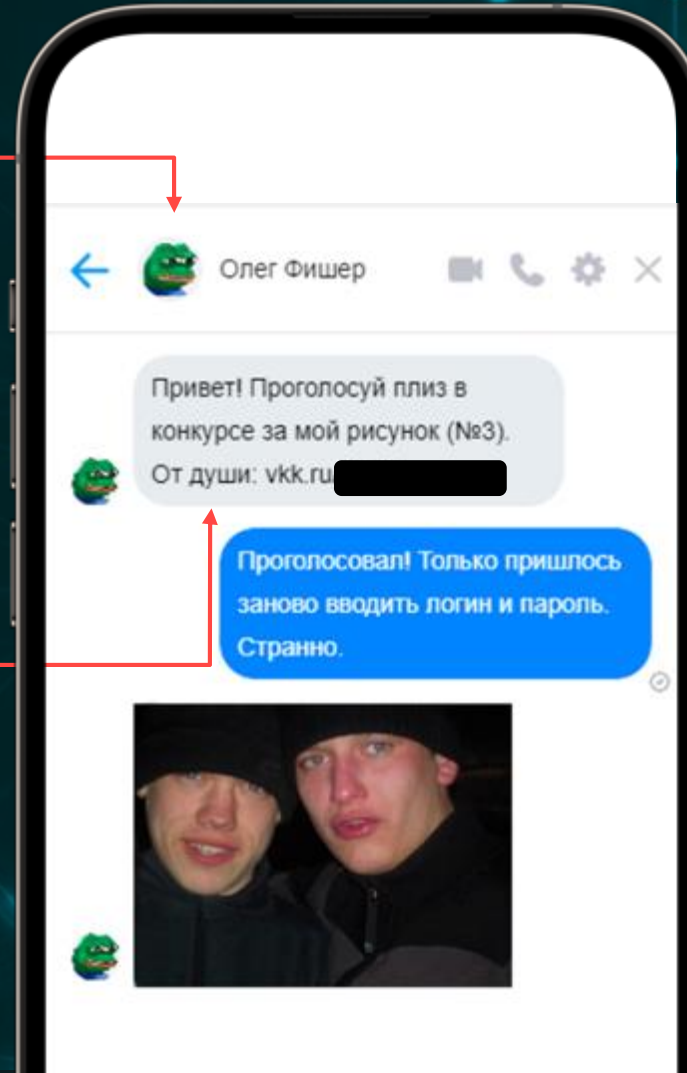 Олег Фишер
Привет! Проголосуй плиз в
конкурсе за мой рисунок (№3).
От души: vkk.ru
Проголосовал! Только пришлось
заново вводить логин и пароль.
Странно.